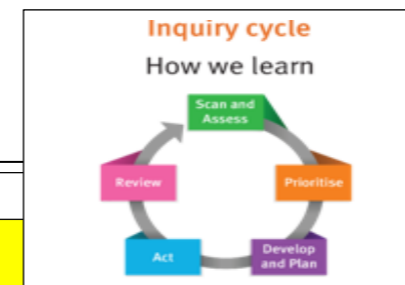 Inquiry cycle
How we learn
Scan and
Assess
Prioritise
Develop
and Plan
Act
Review